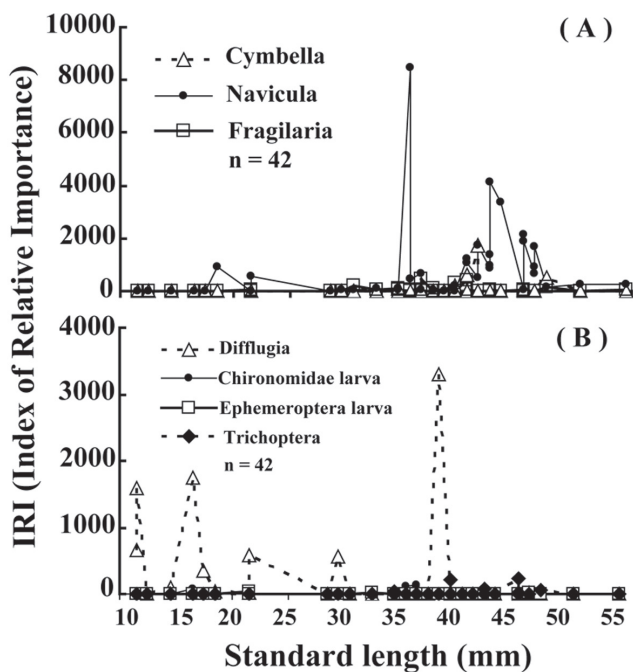 ( A )
10000
8000
6000
4000
2000
0
Cymbella
Navicula
Fragilaria
n = 42
IRI (Index of Relative Importance)
( B )
4000
3000
2000
1000
0
Difflugia
Chironomidae larva
Ephemeroptera larva
Trichoptera
n = 42
10 15 20 25 30 35 40 45 50 55
Standard length (mm)